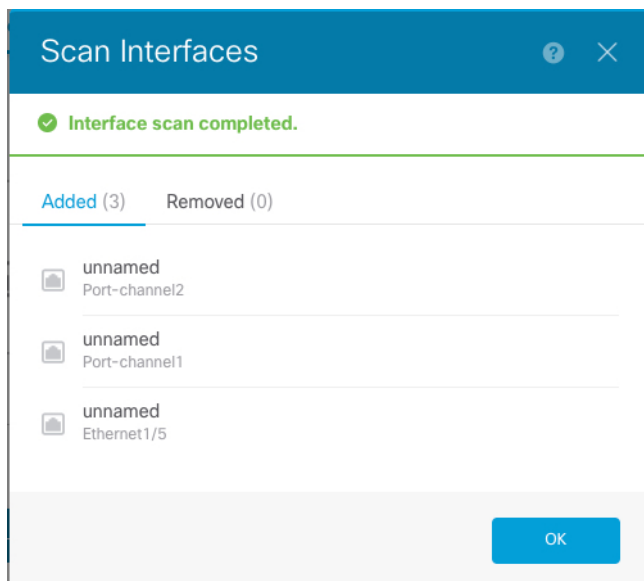 Scan Interfaces
Interface scan completed.
Added (3) Removed (0)
unnamed
Port-channel2
unnamed
Port-channel1
unnamed
Ethernet1/5
OK